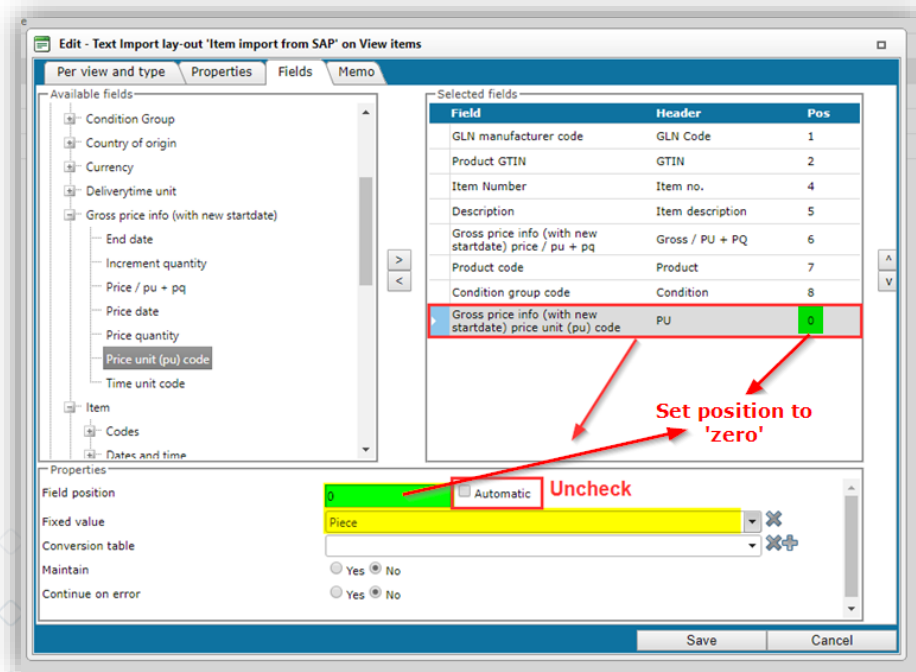 e
Edit - Text Import lay-out 'Item import from SAP' on View items
Per view and type
Properties
Fields
Memo
Available fields
Condition Group
Country of origin
Currency
Deliverytime unit
Gross price info (with new startdate)
End date
Increment quantity
Price / pu + pq
Price date
Price quantity
Price unit (pu) code
Time unit code
Item
Codes
Dates and time
>
<
Selected fields
Field Header Pos
GLN manufacturer code GLN Code 1
Product GTIN GTIN 2
Item Number Item no. 4
Description Item description 5
Gross price info (with new
startdate) price / pu + pq Gross / PU + PQ 6
Product code Product 7
Condition group code Condition 8
Gross price info (with new
startdate) price unit (pu) code PU 0
^
v
Set position to
'zero'
Properties
Field position 0 Automatic Uncheck
Fixed value Piece
Conversion table
Maintain Yes No
Continue on error Yes No
Save Cancel